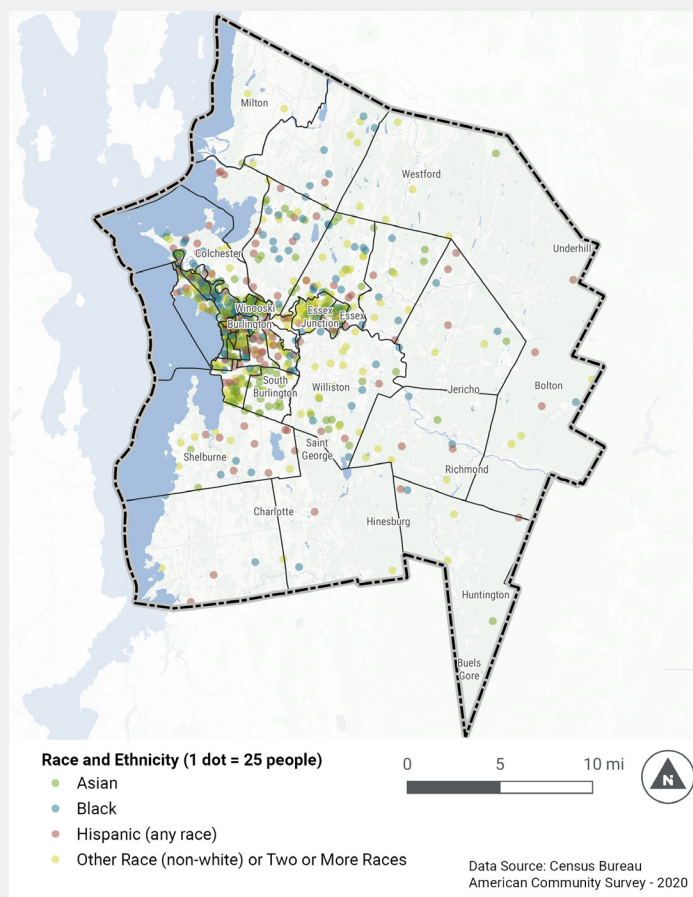 Milton
Westford
Underhill
Colchester
Winooski
Burlington
Essex
Junction
Essex
South
Burlington
Williston
Jericho
Bolton
Shelburne
Saint
George
Richmond
Charlotte
Hinesburg
Huntington
Buels
Gore
Race and Ethnicity (1 dot = 25 people)
Asian
Black
Hispanic (any race)
Other Race (non-white) or Two or More Races
0 5 10 mi
N
Data Source: Census Bureau
American Community Survey - 2020